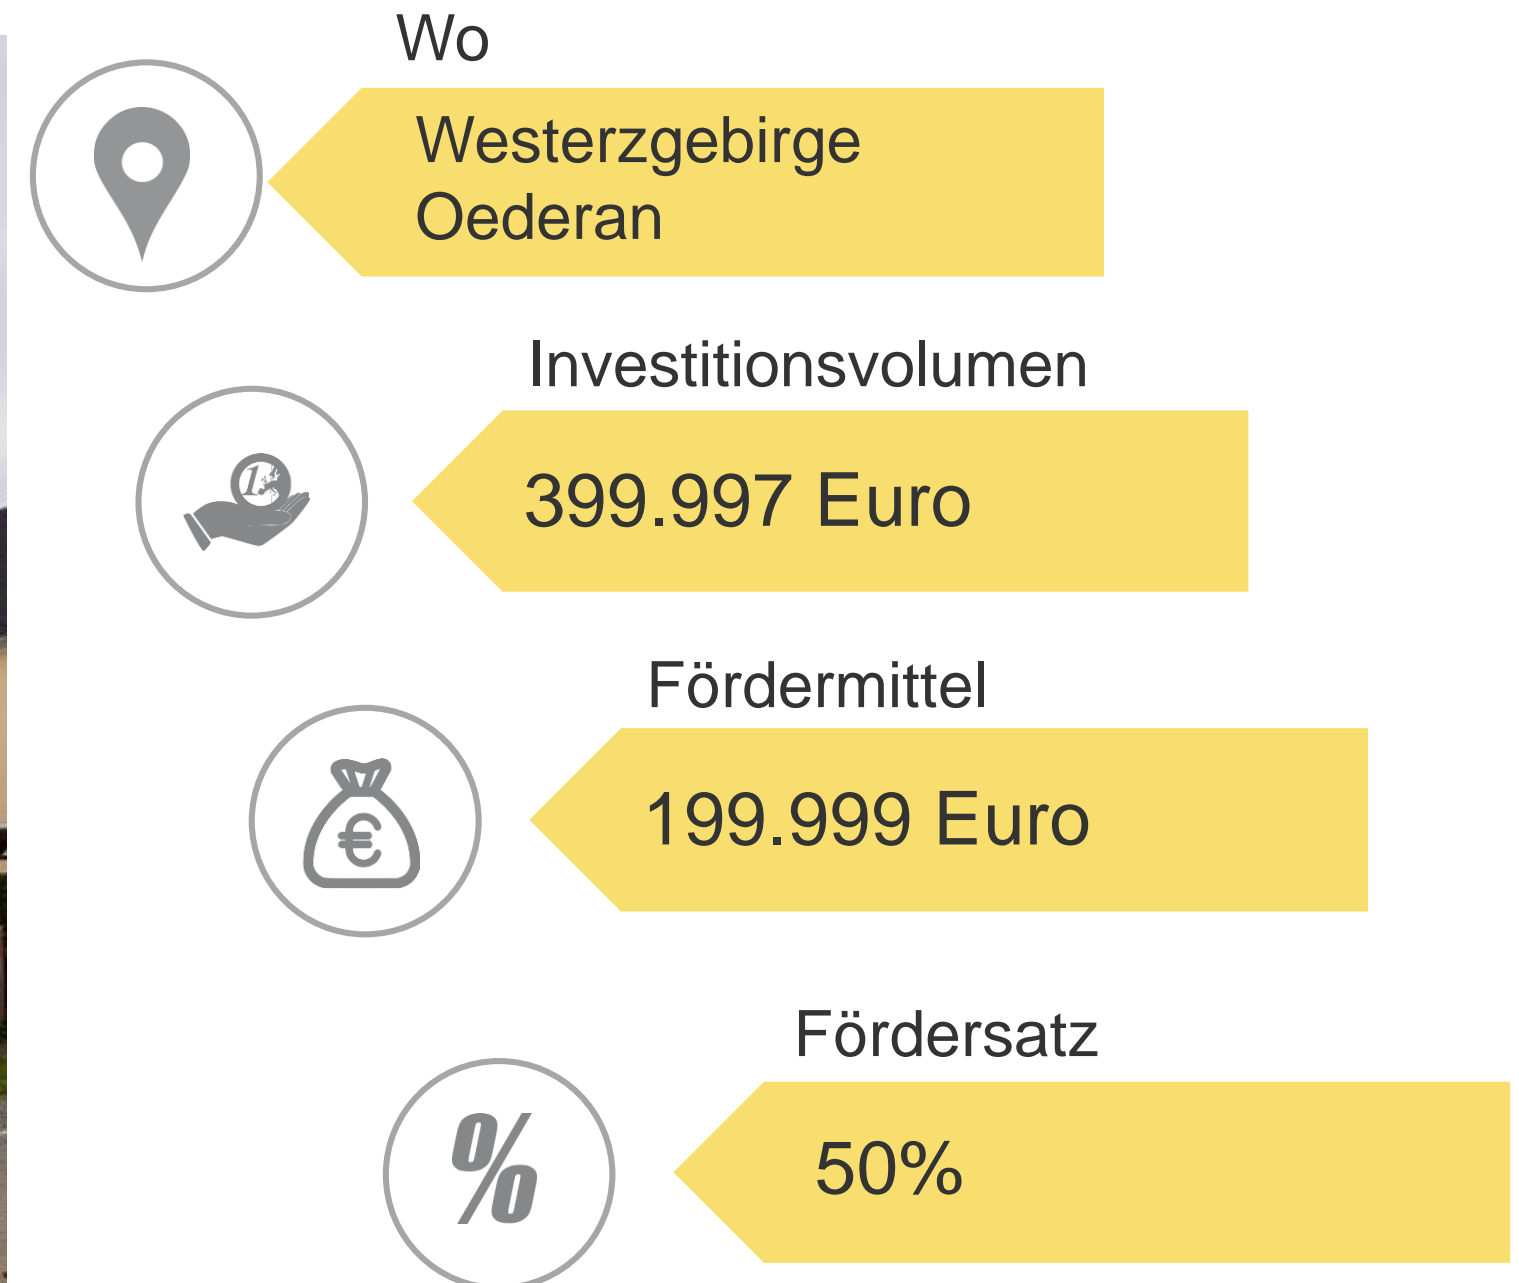 Wo
Westerzgebirge
Oederan
Investitionsvolumen
399.997 Euro
Fördermittel
199.999 Euro
Fördersatz
%
50%